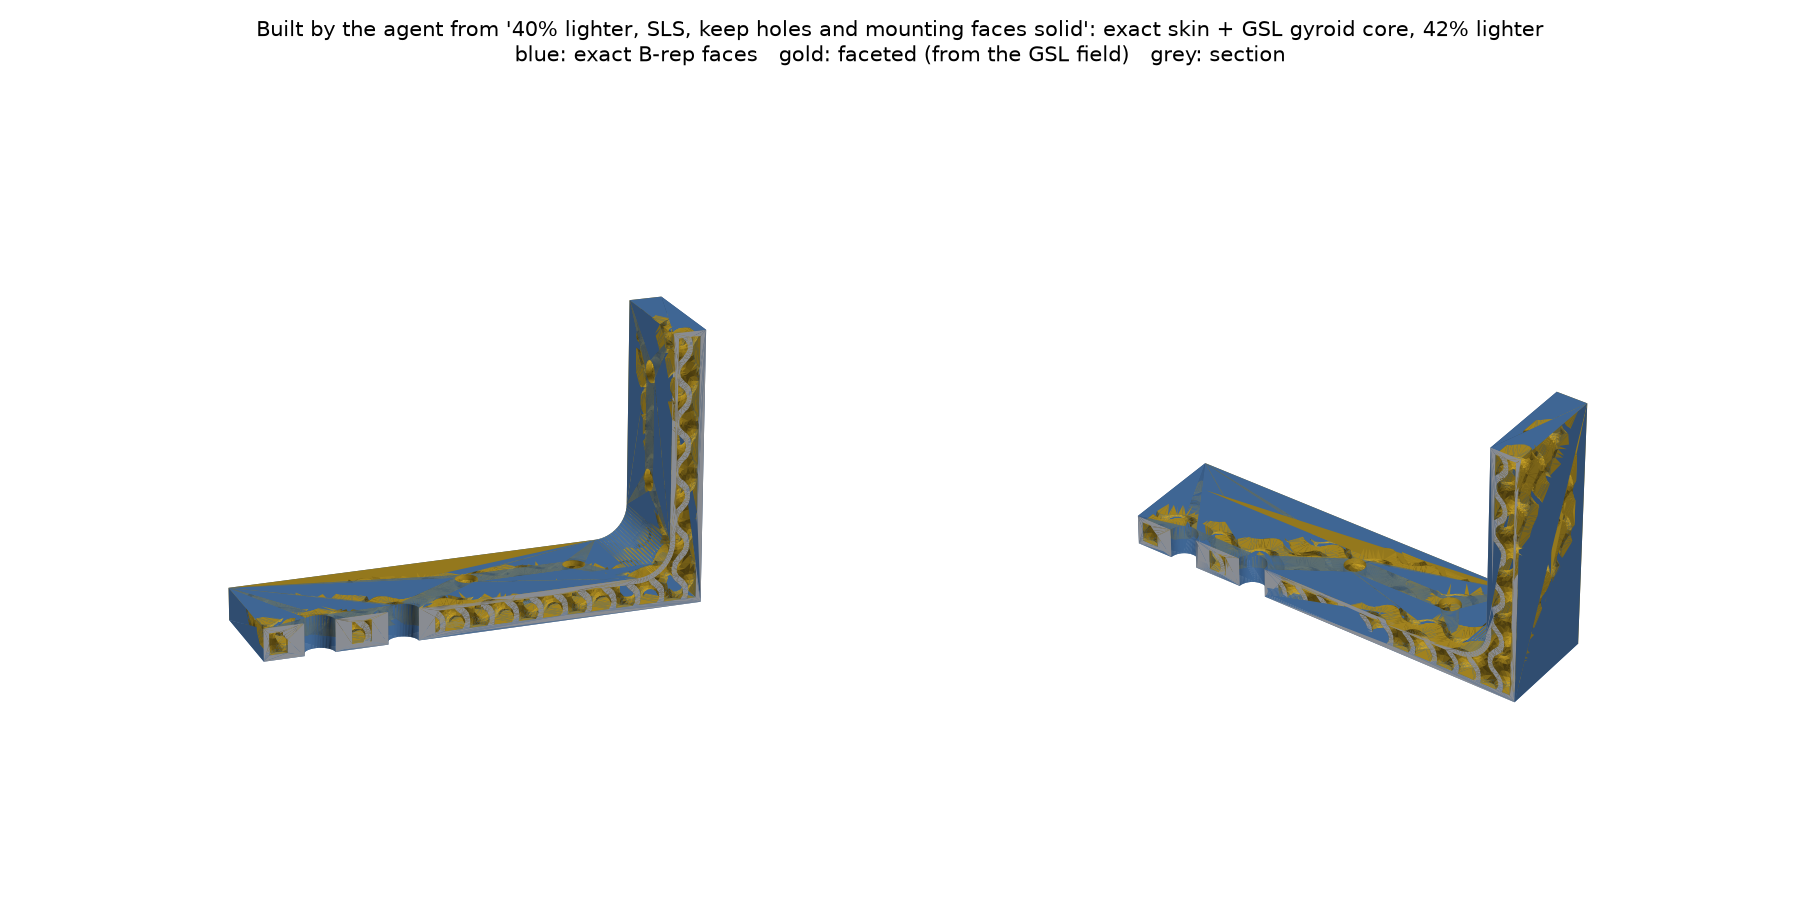 Built by the agent from '40% lighter, SLS, keep holes and mounting faces solid': exact skin + GSL gyroid core, 42% lighter
blue: exact B-rep faces   gold: faceted (from the GSL field)   grey: section